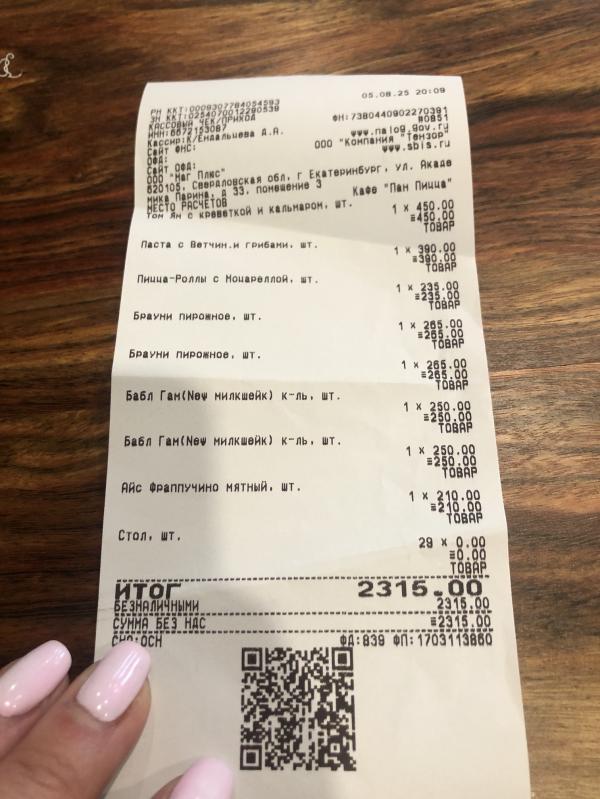 05.08.25 20:09
РН ККТ:0009307784054593
ЗН ККТ:0254070012290539 ФН:7380440902270391
КАССОВЫЙ ЧЕК/ПРИХОД #0851
ИНН:6672153087
Кассир:К/Ендальцева Д.А.
Сайт ФНС: www.nalog.gov.ru
ОФД: ООО "Компания "Тензор"
Сайт ОФД: www.sbis.ru
ООО "Маг Плюс"
620105, Свердловская обл, г Екатеринбург, ул. Акаде
мика Парина, д 33, помещение 3
МЕСТО РАСЧЕТОВ Кафе "Пан Пицца"
Том Ям с креветкой и кальмаром, шт.
1 X 450.00
≡450.00
ТОВАР
Паста с Ветчин.и грибами, шт.
1 X 390.00
≡390.00
ТОВАР
Пицца-Роллы с Моцареллой, шт.
1 X 235.00
≡235.00
ТОВАР
Брауни пирожное, шт.
1 X 265.00
≡265.00
ТОВАР
Брауни пирожное, шт.
1 X 265.00
≡265.00
ТОВАР
Бабл Гам(New милкшейк) к-ль, шт.
1 X 250.00
≡250.00
ТОВАР
Бабл Гам(New милкшейк) к-ль, шт.
1 X 250.00
≡250.00
ТОВАР
Айс Фраппучино мятный, шт.
1 X 210.00
≡210.00
ТОВАР
Стол, шт.
29 X 0.00
≡0.00
ТОВАР
ИТОГ 2315.00
БЕЗНАЛИЧНЫМИ 2315.00
СУММА БЕЗ НДС ≡2315.00
СНО:ОСН ФД:839 ФП:1703113860